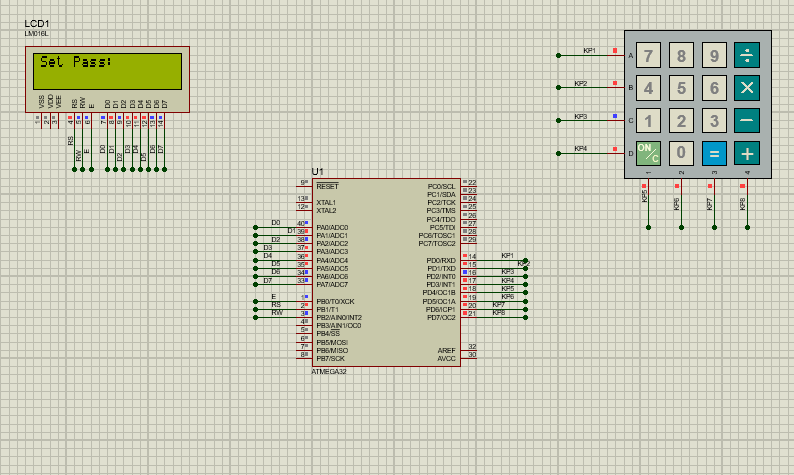 LCD1
LM016L
Set Pass:
VSS VDD VEE RS RW E D0 D1 D2 D3 D4 D5 D6 D7
1 2 3 4 5 6 7 8 9 10 11 12 13 14
RS RW E D0 D1 D2 D3 D4 D5 D6 D7
KP1 A 7 8 9 ÷
KP2 B 4 5 6 ×
KP3 C 1 2 3 −
KP4 D ON/C 0 = +
1 2 3 4
KP5 KP6 KP7 KP8
U1
9 RESET PC0/SCL 22
PC1/SDA 23
13 XTAL1 PC2/TCK 24
12 XTAL2 PC3/TMS 25
PC4/TDO 26
D0 40 PA0/ADC0 PC5/TDI 27
D1 39 PA1/ADC1 PC6/TOSC1 28
D2 38 PA2/ADC2 PC7/TOSC2 29
D3 37 PA3/ADC3
D4 36 PA4/ADC4 PD0/RXD 14 KP1
D5 35 PA5/ADC5 PD1/TXD 15 KP2
D6 34 PA6/ADC6 PD2/INT0 16 KP3
D7 33 PA7/ADC7 PD3/INT1 17 KP4
PD4/OC1B 18 KP5
E 1 PB0/T0/XCK PD5/OC1A 19 KP6
RS 2 PB1/T1 PD6/ICP1 20 KP7
RW 3 PB2/AIN0/INT2 PD7/OC2 21 KP8
4 PB3/AIN1/OC0
5 PB4/SS
6 PB5/MOSI
7 PB6/MISO AREF 32
8 PB7/SCK AVCC 30
ATMEGA32